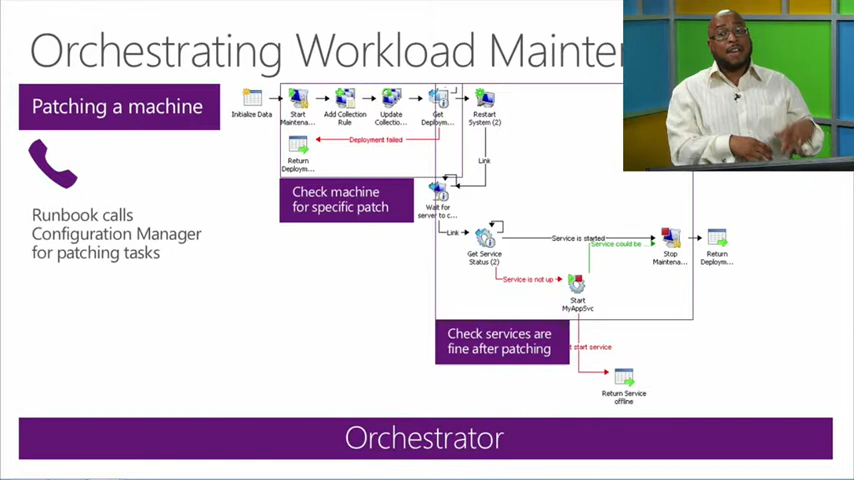 Orchestrating Workload Mainte
Patching a machine
Runbook calls
Configuration Manager
for patching tasks
Initialize Data
Start
Maintena...
Add Collection
Rule
Update
Collectio...
Get
Deploym...
Restart
System (2)
Deployment failed
Return
Deploym...
Link
Check machine
for specific patch
Wait for
server to c...
Link
Get Service
Status (2)
Service is started
Service could be ...
Stop
Maintena...
Return
Deploym...
Service is not up
Start
MyAppSvc
Check services are
fine after patching
t start service
Return Service
offline
Orchestrator